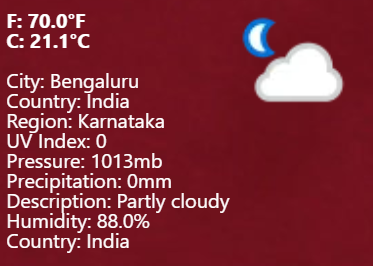 F: 70.0°F
C: 21.1°C
City: Bengaluru
Country: India
Region: Karnataka
UV Index: 0
Pressure: 1013mb
Precipitation: 0mm
Description: Partly cloudy
Humidity: 88.0%
Country: India